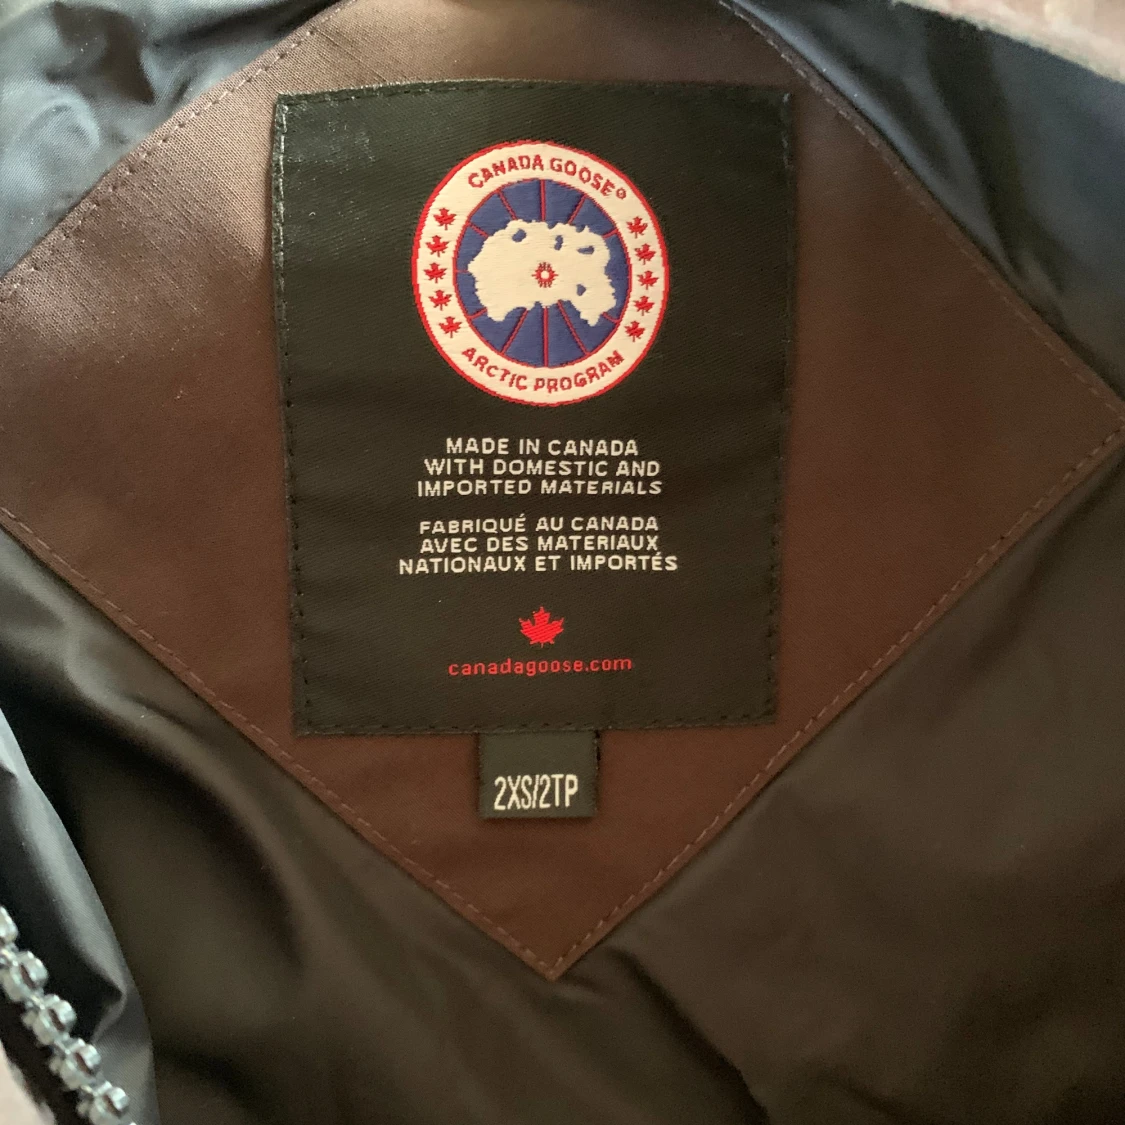 CANADA GOOSE®
ARCTIC PROGRAM
MADE IN CANADA
WITH DOMESTIC AND
IMPORTED MATERIALS
FABRIQUÉ AU CANADA
AVEC DES MATERIAUX
NATIONAUX ET IMPORTÉS
canadagoose.com
2XS/2TP